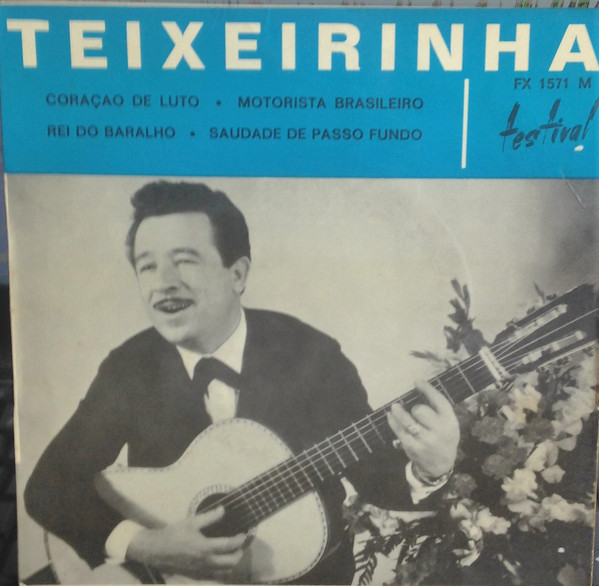 TEIXEIRINHA
FX 1571 M
CORAÇAO DE LUTO • MOTORISTA BRASILEIRO
REI DO BARALHO • SAUDADE DE PASSO FUNDO
festival